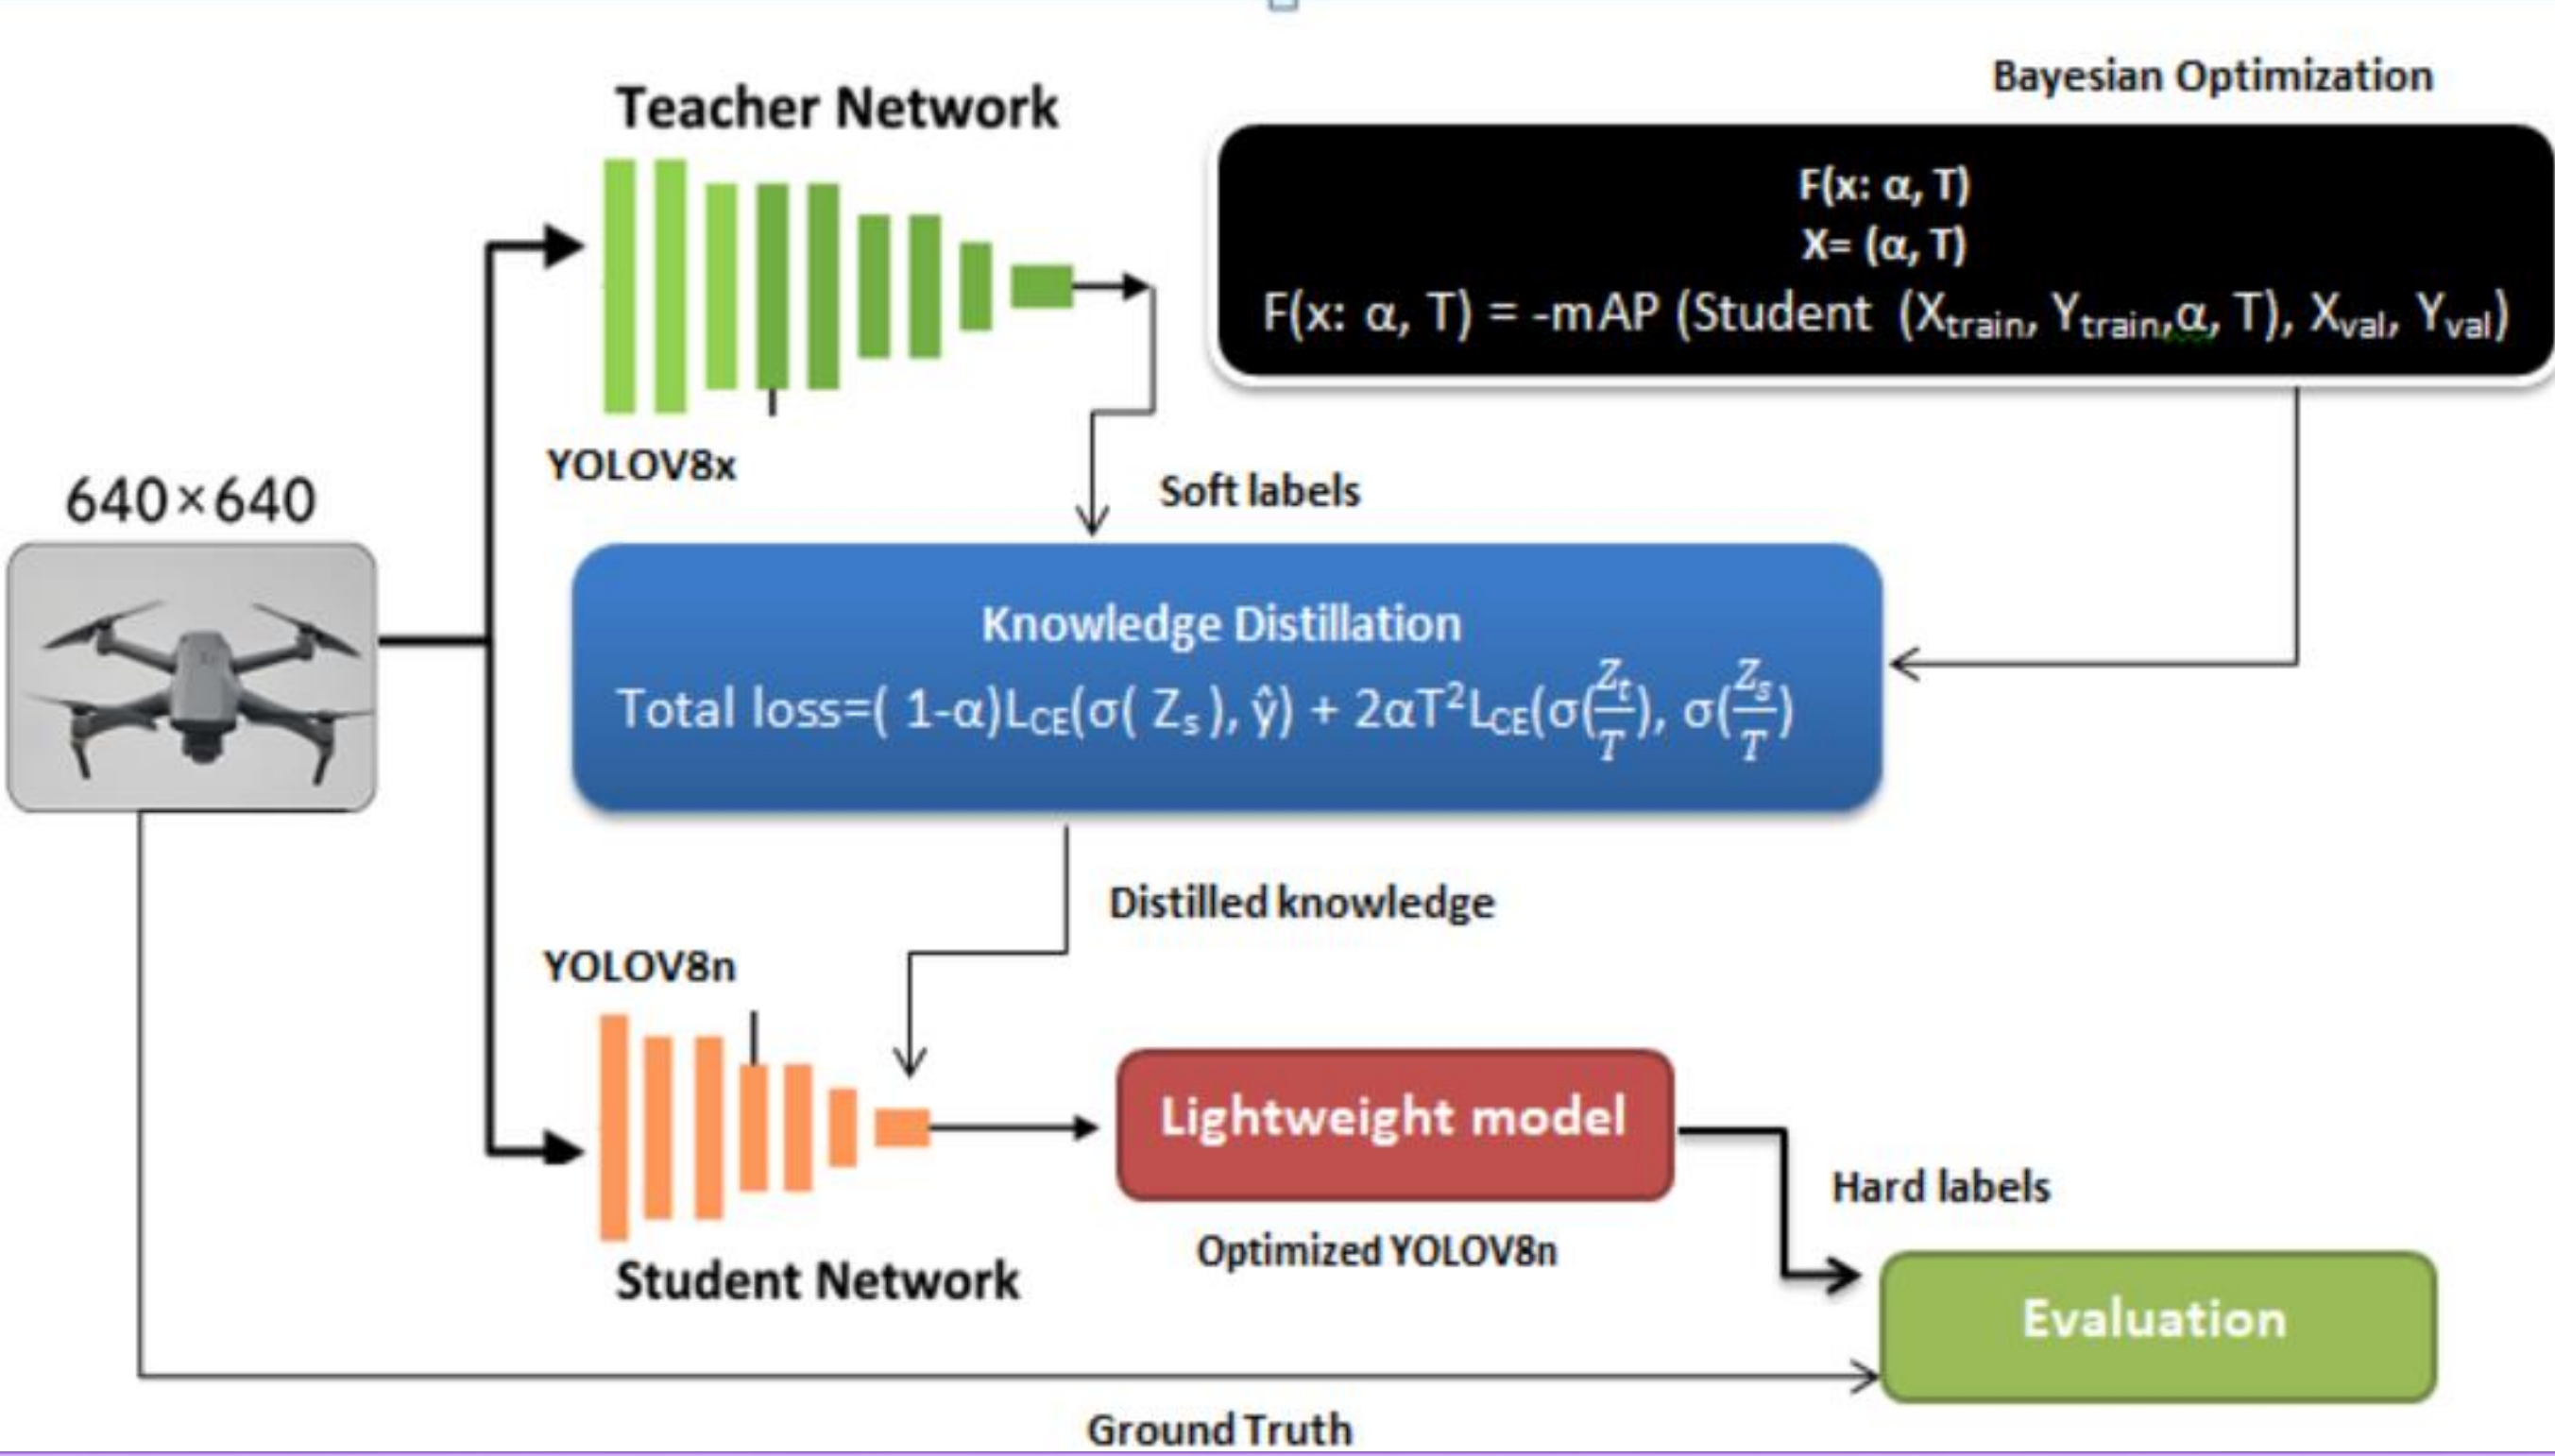 Bayesian Optimization
Teacher Network
F(x: α, T)
X= (α, T)
F(x: α, T) = -mAP (Student (Xtrain, Ytrain,α, T), Xval, Yval)
YOLOV8x
Soft labels
640×640
Knowledge Distillation
Total loss=( 1-α)LCE(σ( Zs ), ŷ) + 2αT²LCE(σ(Zt/T), σ(Zs/T)
Distilled knowledge
YOLOV8n
Lightweight model
Hard labels
Optimized YOLOV8n
Student Network
Evaluation
Ground Truth